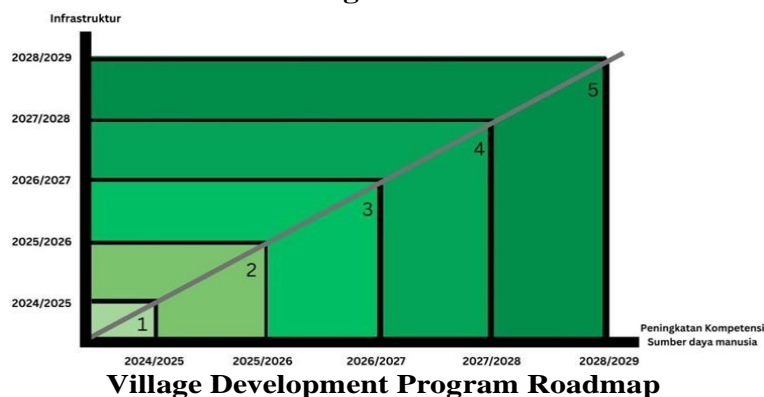 Infrastruktur
2028/2029
2027/2028
2026/2027
2025/2026
2024/2025
5
4
3
2
1
Peningkatan Kompetensi
Sumber daya manusia
2024/2025 2025/2026 2026/2027 2027/2028 2028/2029
Village Development Program Roadmap